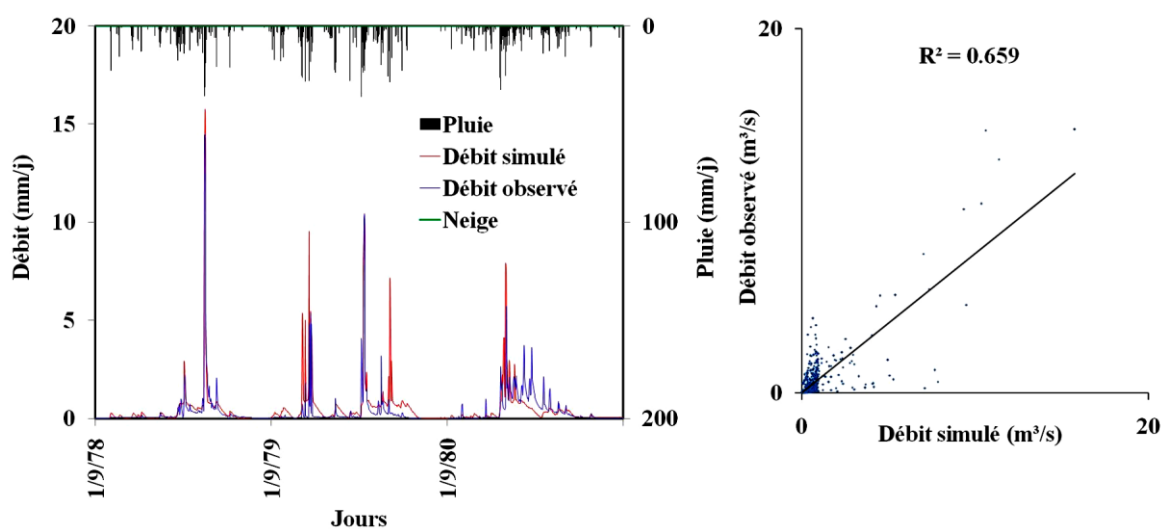 20
15
10
5
0
Débit (mm/j)
0
100
200
Pluie (mm/j)
Pluie
Débit simulé
Débit observé
Neige
1/9/78
1/9/79
1/9/80
Jours
20
0
Débit observé (m³/s)
R² = 0.659
0
20
Débit simulé (m³/s)